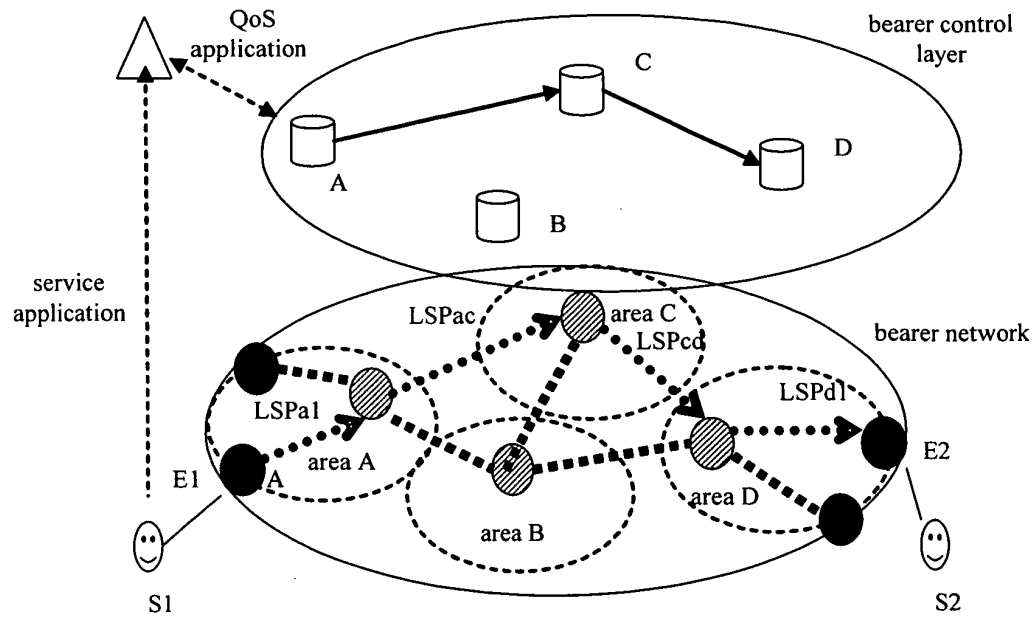 QoS
application
bearer control
layer
C
D
A
B
service
application
LSPac
area C
LSPcd
bearer network
LSPa1
LSPd1
area A
E1
A
E2
area D
area B
S1
S2